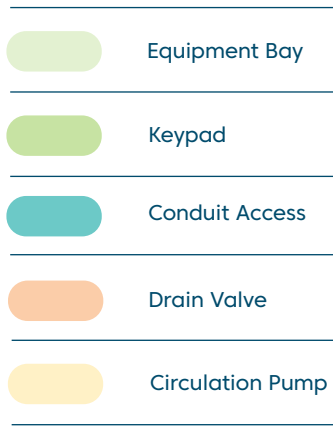 Equipment Bay
Keypad
Conduit Access
Drain Valve
Circulation Pump